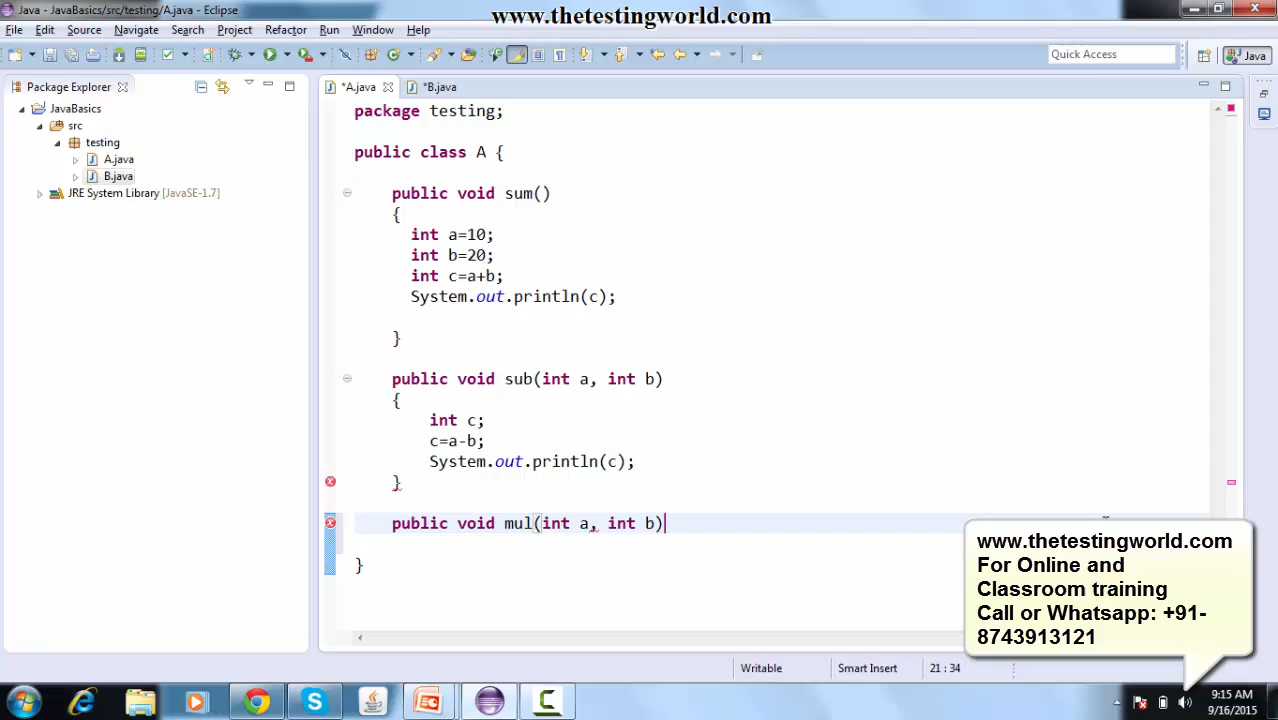 Java - JavaBasics/src/testing/A.java - Eclipse
www.thetestingworld.com
File Edit Source Navigate Search Project Refactor Run Window Help
Quick Access
Java
Package Explorer
*A.java
*B.java
JavaBasics
src
testing
A.java
B.java
JRE System Library [JavaSE-1.7]
package testing;
public class A {
public void sum()
{
int a=10;
int b=20;
int c=a+b;
System.out.println(c);
}
public void sub(int a, int b)
{
int c;
c=a-b;
System.out.println(c);
}
public void mul(int a, int b)
}
www.thetestingworld.com
For Online and
Classroom training
Call or Whatsapp: +91-
8743913121
Writable
Smart Insert
21 : 34
9:15 AM
9/16/2015